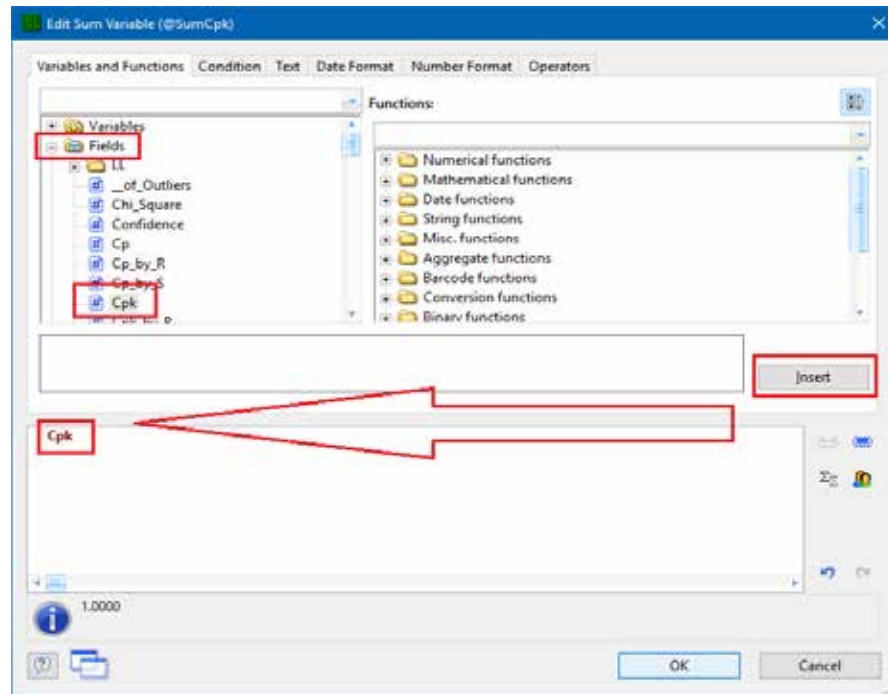 Edit Sum Variable (@SumCpk)
Variables and Functions Condition Text Date Format Number Format Operators
Functions:
Variables
Fields
LL
__of_Outliers
Chi_Square
Confidence
Cp
Cp_by_R
Cp_by_S
Cpk
Cpk_by_R
Numerical functions
Mathematical functions
Date functions
String functions
Misc. functions
Aggregate functions
Barcode functions
Conversion functions
Binary functions
Insert
Cpk
1.0000
OK Cancel